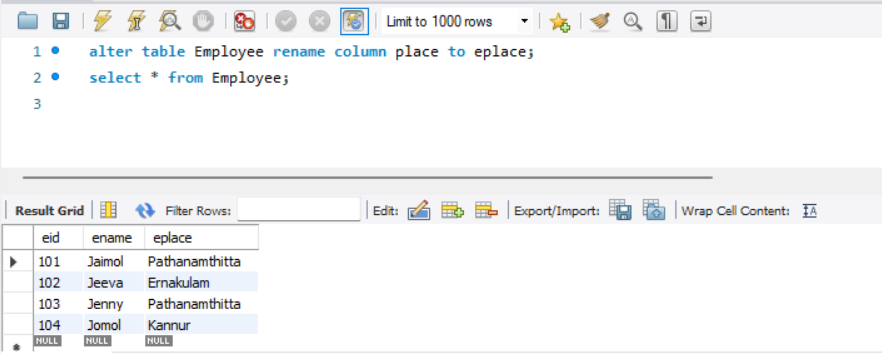 Limit to 1000 rows
1 alter table Employee rename column place to eplace;
2 select * from Employee;
3
Result Grid Filter Rows: Edit: Export/Import: Wrap Cell Content: IA
eid ename eplace
101 Jaimol Pathanamthitta
102 Jeeva Ernakulam
103 Jenny Pathanamthitta
104 Jomol Kannur
NULL NULL NULL